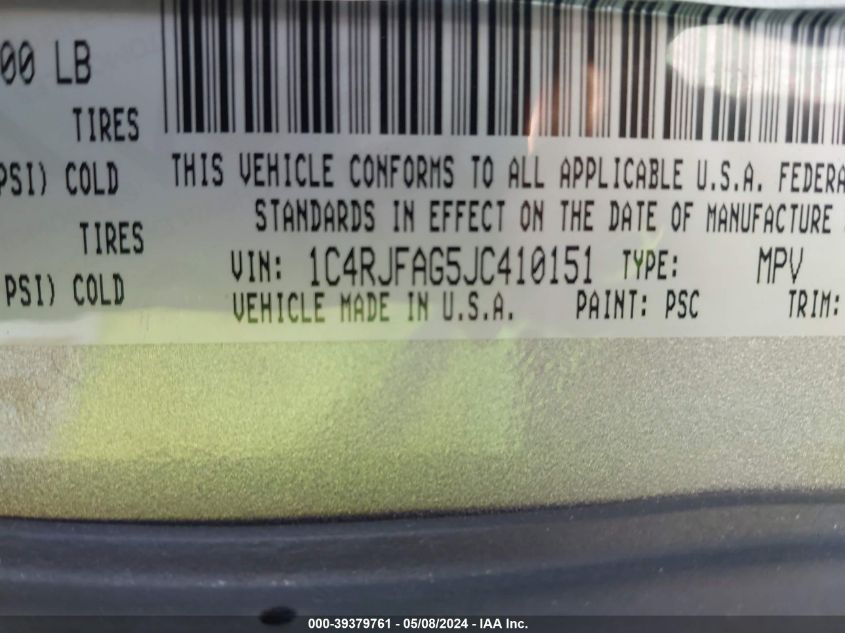 00 LB
TIRES
PSI) COLD
TIRES
PSI) COLD
THIS VEHICLE CONFORMS TO ALL APPLICABLE U.S.A. FEDERA
STANDARDS IN EFFECT ON THE DATE OF MANUFACTURE
VIN: 1C4RJFAG5JC410151 TYPE: MPV
VEHICLE MADE IN U.S.A. PAINT: PSC TRIM:
000-39379761 - 05/08/2024 - IAA Inc.